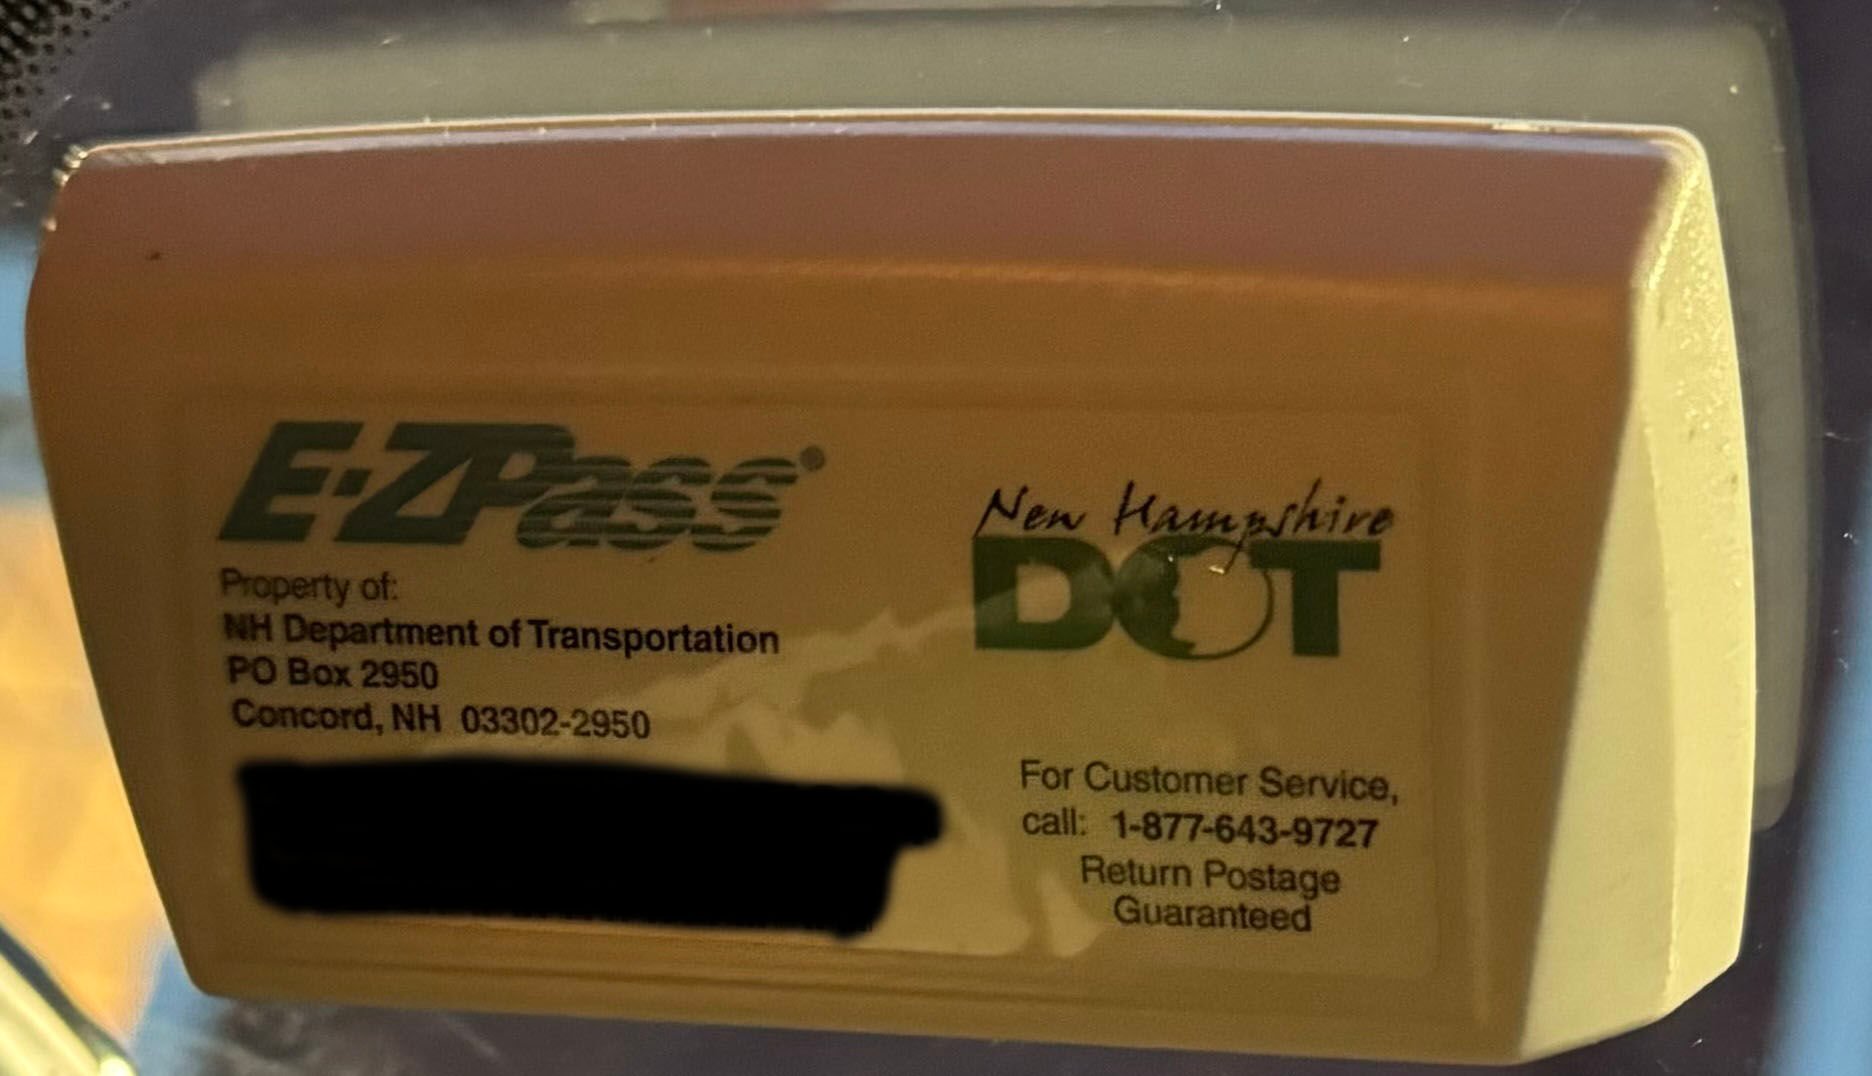 E-ZPass
Property of:
NH Department of Transportation
PO Box 2950
Concord, NH 03302-2950
New Hampshire
DOT
For Customer Service,
call: 1-877-643-9727
Return Postage
Guaranteed